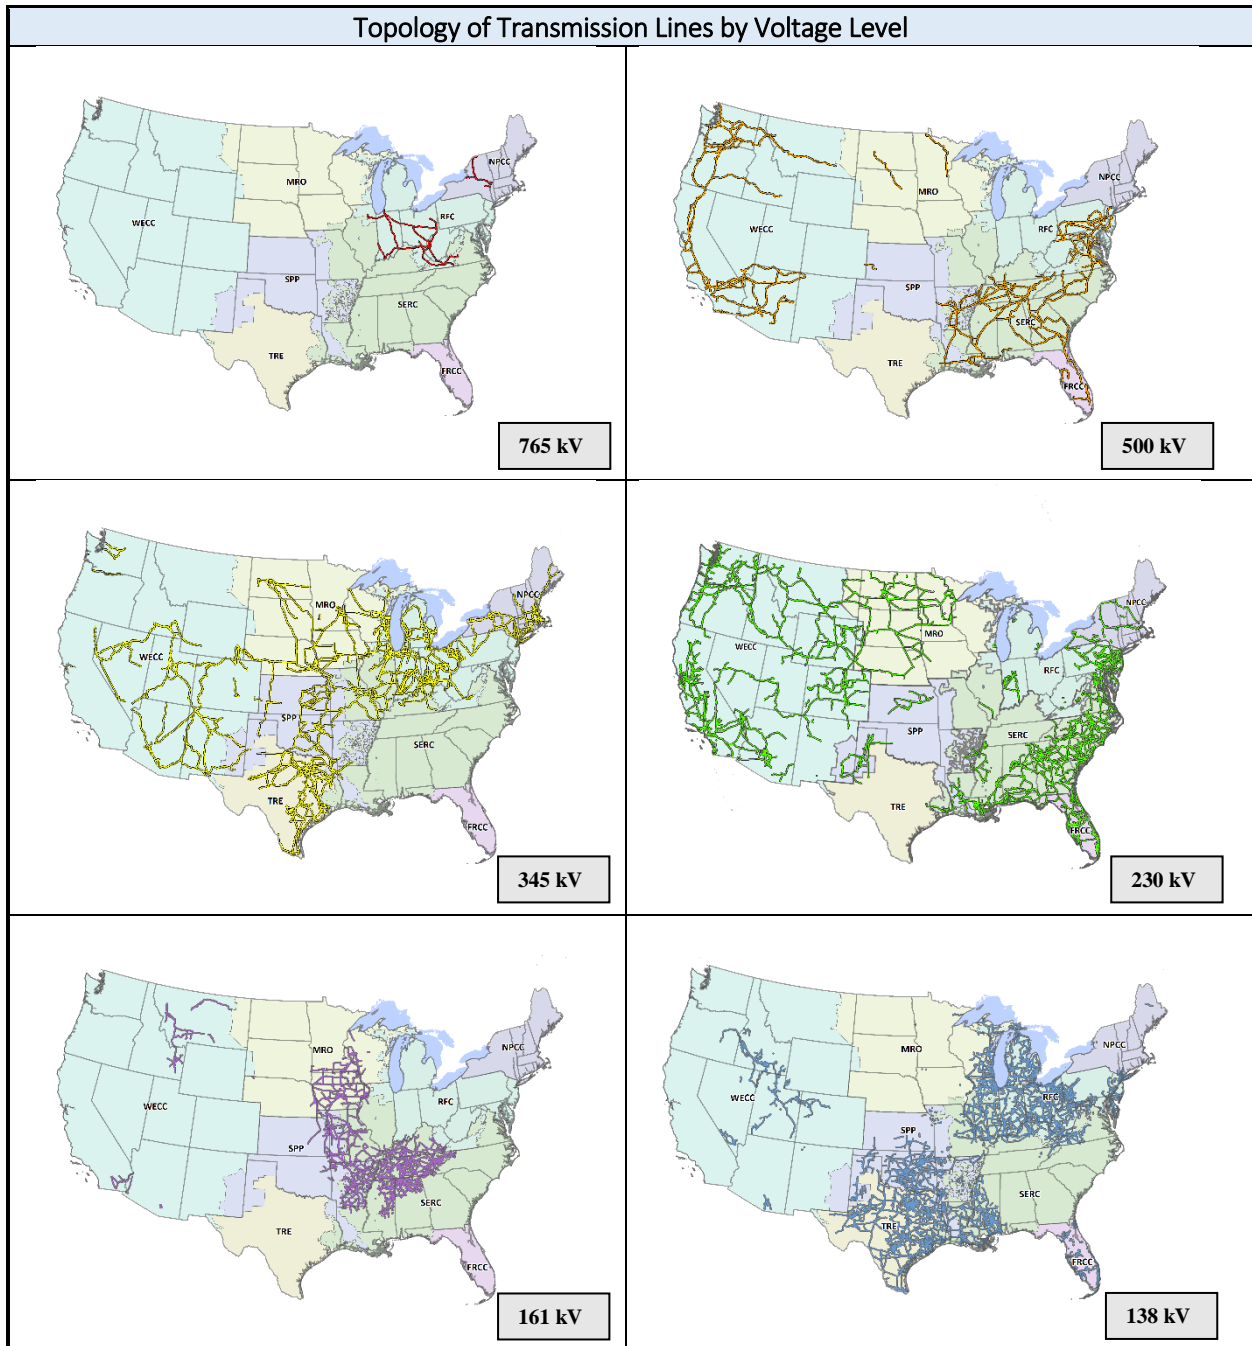 Topology of Transmission Lines by Voltage Level
NPCC
MRO
RFC
WECC
SPP
SERC
TRE
FRCC
765 kV
NPCC
MRO
RFC
WECC
SPP
SERC
TRE
FRCC
500 kV
NPCC
MRO
WECC
SPP
SERC
TRE
FRCC
345 kV
NPCC
MRO
WECC
RFC
SPP
SERC
TRE
FRCC
230 kV
NPCC
MRO
RFC
WECC
SPP
SERC
TRE
FRCC
161 kV
NPCC
MRO
RFC
WECC
SPP
SERC
TRE
FRCC
138 kV